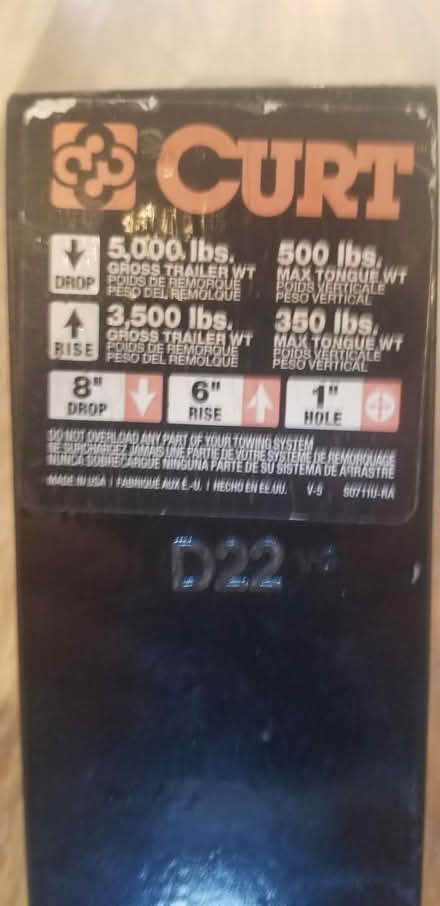 CURT
DROP 5,000 lbs. 500 lbs.
GROSS TRAILER WT MAX TONGUE WT
POIDS DE REMORQUE POIDS VERTICALE
PESO DEL REMOLQUE PESO VERTICAL
RISE 3,500 lbs. 350 lbs.
GROSS TRAILER WT MAX TONGUE WT
POIDS DE REMORQUE POIDS VERTICALE
PESO DEL REMOLQUE PESO VERTICAL
8" DROP 6" RISE 1" HOLE
DO NOT OVERLOAD ANY PART OF YOUR TOWING SYSTEM
NE SURCHARGEZ JAMAIS UNE PARTIE DE VOTRE SYSTEME DE REMORQUAGE
NUNCA SOBRECARGUE NINGUNA PARTE DE SU SISTEMA DE ARRASTRE
MADE IN USA | FABRIQUÉ AUX É.-U. | HECHO EN EE.UU. V-5
D22 V6